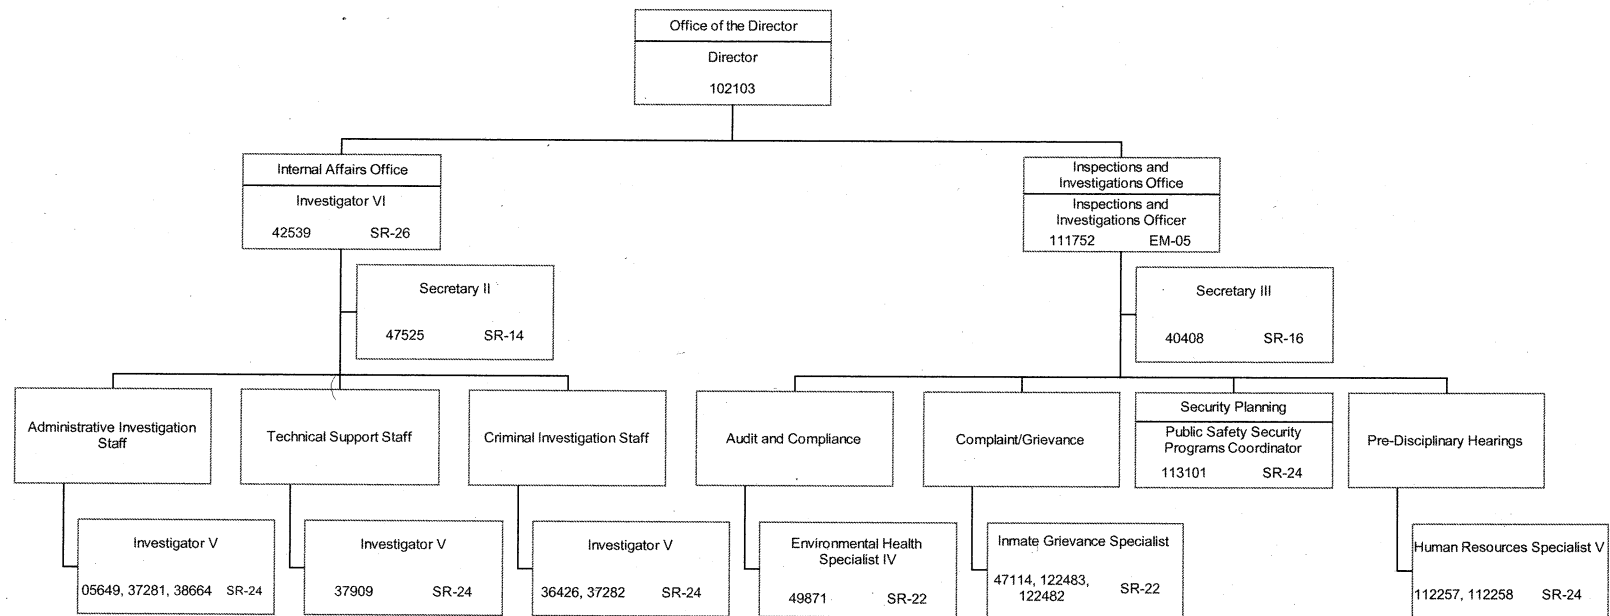 Office of the Director
Director
102103
Internal Affairs Office
Investigator VI
42539 SR-26
Inspections and
Investigations Office
Inspections and
Investigations Officer
111752 EM-05
Secretary II
47525 SR-14
Secretary III
40408 SR-16
Administrative Investigation
Staff
Technical Support Staff
Criminal Investigation Staff
Audit and Compliance
Complaint/Grievance
Security Planning
Public Safety Security
Programs Coordinator
113101 SR-24
Pre-Disciplinary Hearings
Investigator V
05649, 37281, 38664 SR-24
Investigator V
37909 SR-24
Investigator V
36426, 37282 SR-24
Environmental Health
Specialist IV
49871 SR-22
Inmate Grievance Specialist
47114, 122483,
122482 SR-22
Human Resources Specialist V
112257, 112258 SR-24